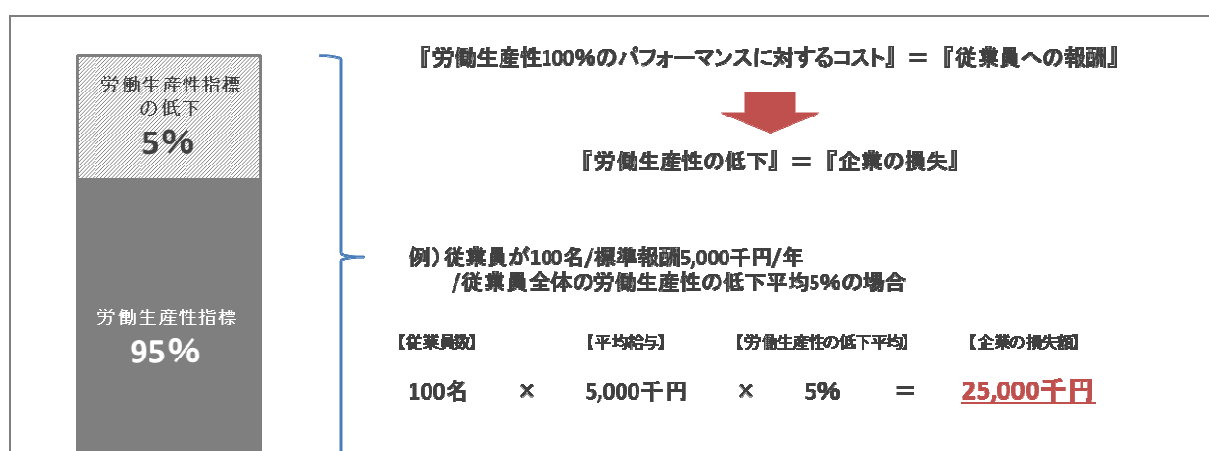 『労働生産性100%のパフォーマンスに対するコスト』 ＝ 『従業員への報酬』
労働生産性指標
の低下
5%
『労働生産性の低下』 ＝ 『企業の損失』
例）従業員が100名/標準報酬5,000千円/年
/従業員全体の労働生産性の低下平均5%の場合
労働生産性指標
95%
【従業員数】 【平均給与】 【労働生産性の低下平均】 【企業の損失額】
100名 × 5,000千円 × 5% ＝ 25,000千円